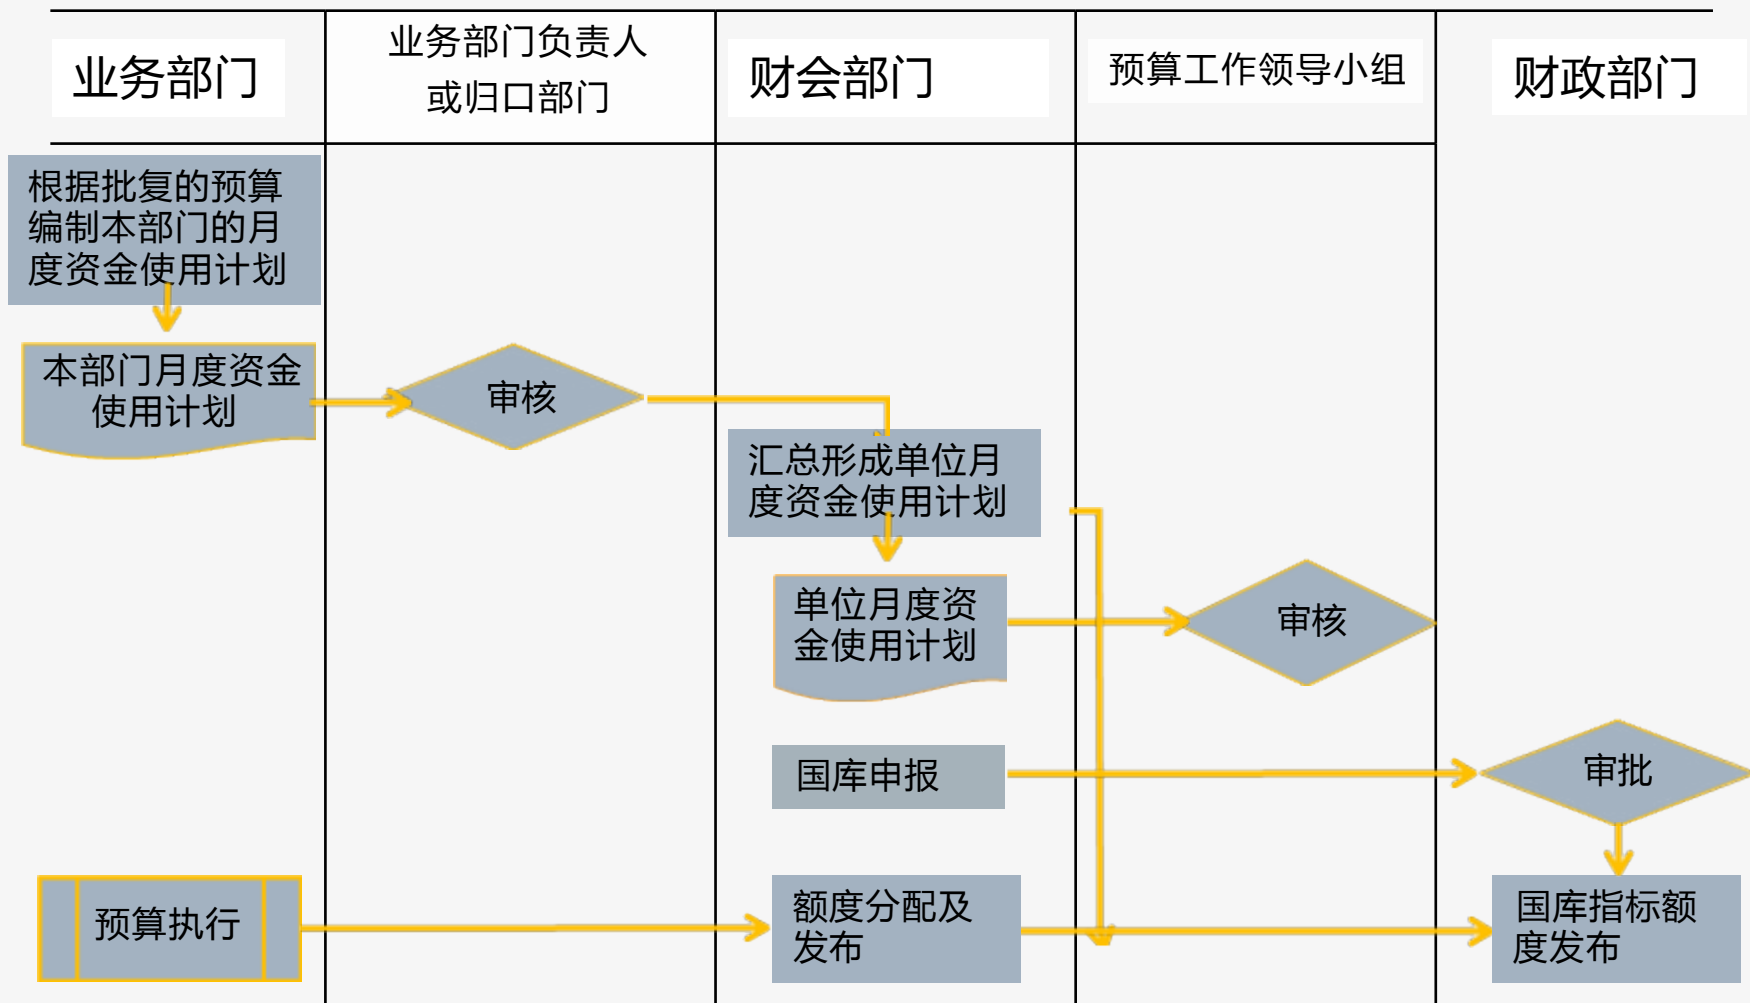 业务部门
业务部门负责人
或归口部门
财会部门
预算工作领导小组
财政部门
根据批复的预算
编制本部门的月
度资金使用计划
本部门月度资金
使用计划
审核
汇总形成单位月
度资金使用计划
单位月度资
金使用计划
审核
国库申报
审批
预算执行
额度分配及
发布
国库指标额
度发布